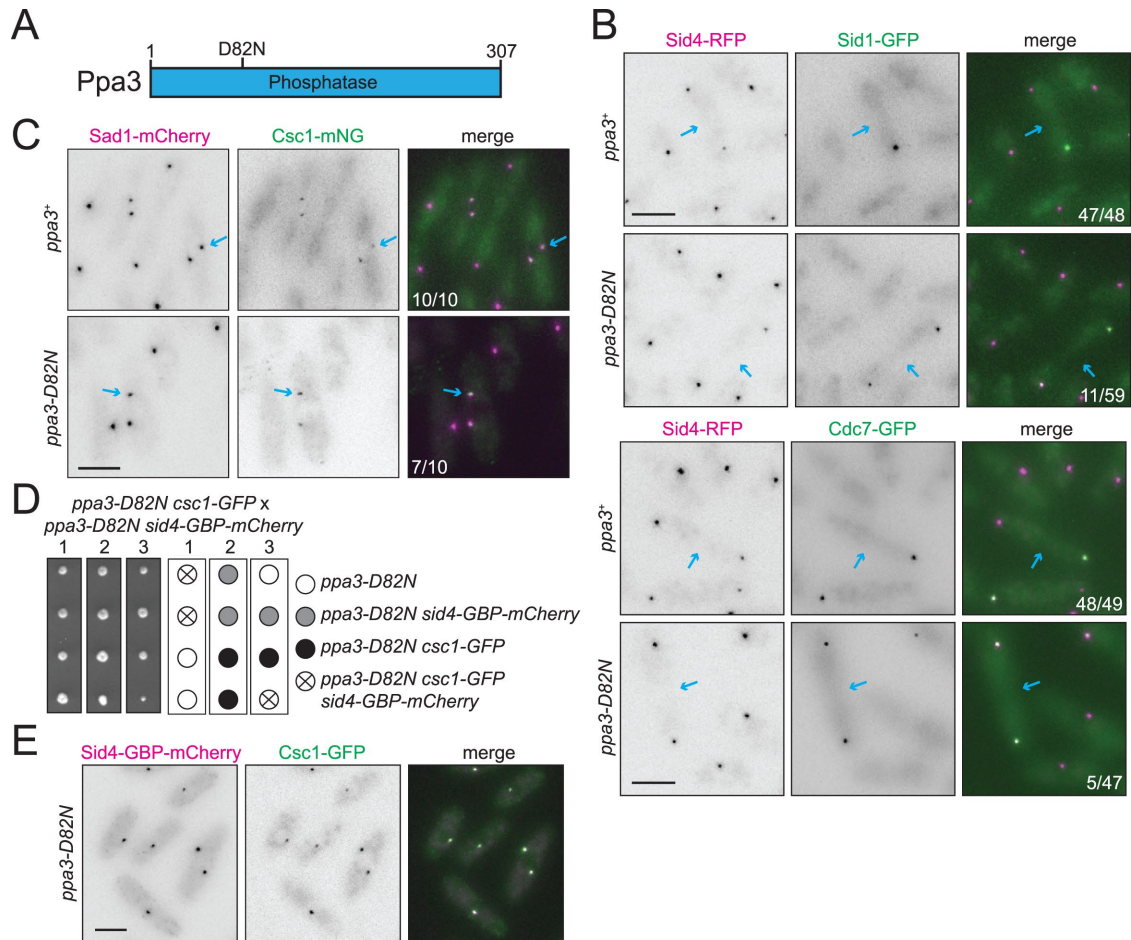 A
1
D82N
307
Ppa3
Phosphatase
B
Sid4-RFP
Sid1-GFP
merge
ppa3+
47/48
ppa3-D82N
11/59
Sid4-RFP
Cdc7-GFP
merge
ppa3+
48/49
ppa3-D82N
5/47
C
Sad1-mCherry
Csc1-mNG
merge
ppa3+
10/10
ppa3-D82N
7/10
D
ppa3-D82N csc1-GFP x
ppa3-D82N sid4-GBP-mCherry
1 2 3 1 2 3
ppa3-D82N
ppa3-D82N sid4-GBP-mCherry
ppa3-D82N csc1-GFP
ppa3-D82N csc1-GFP
sid4-GBP-mCherry
E
Sid4-GBP-mCherry
Csc1-GFP
merge
ppa3-D82N